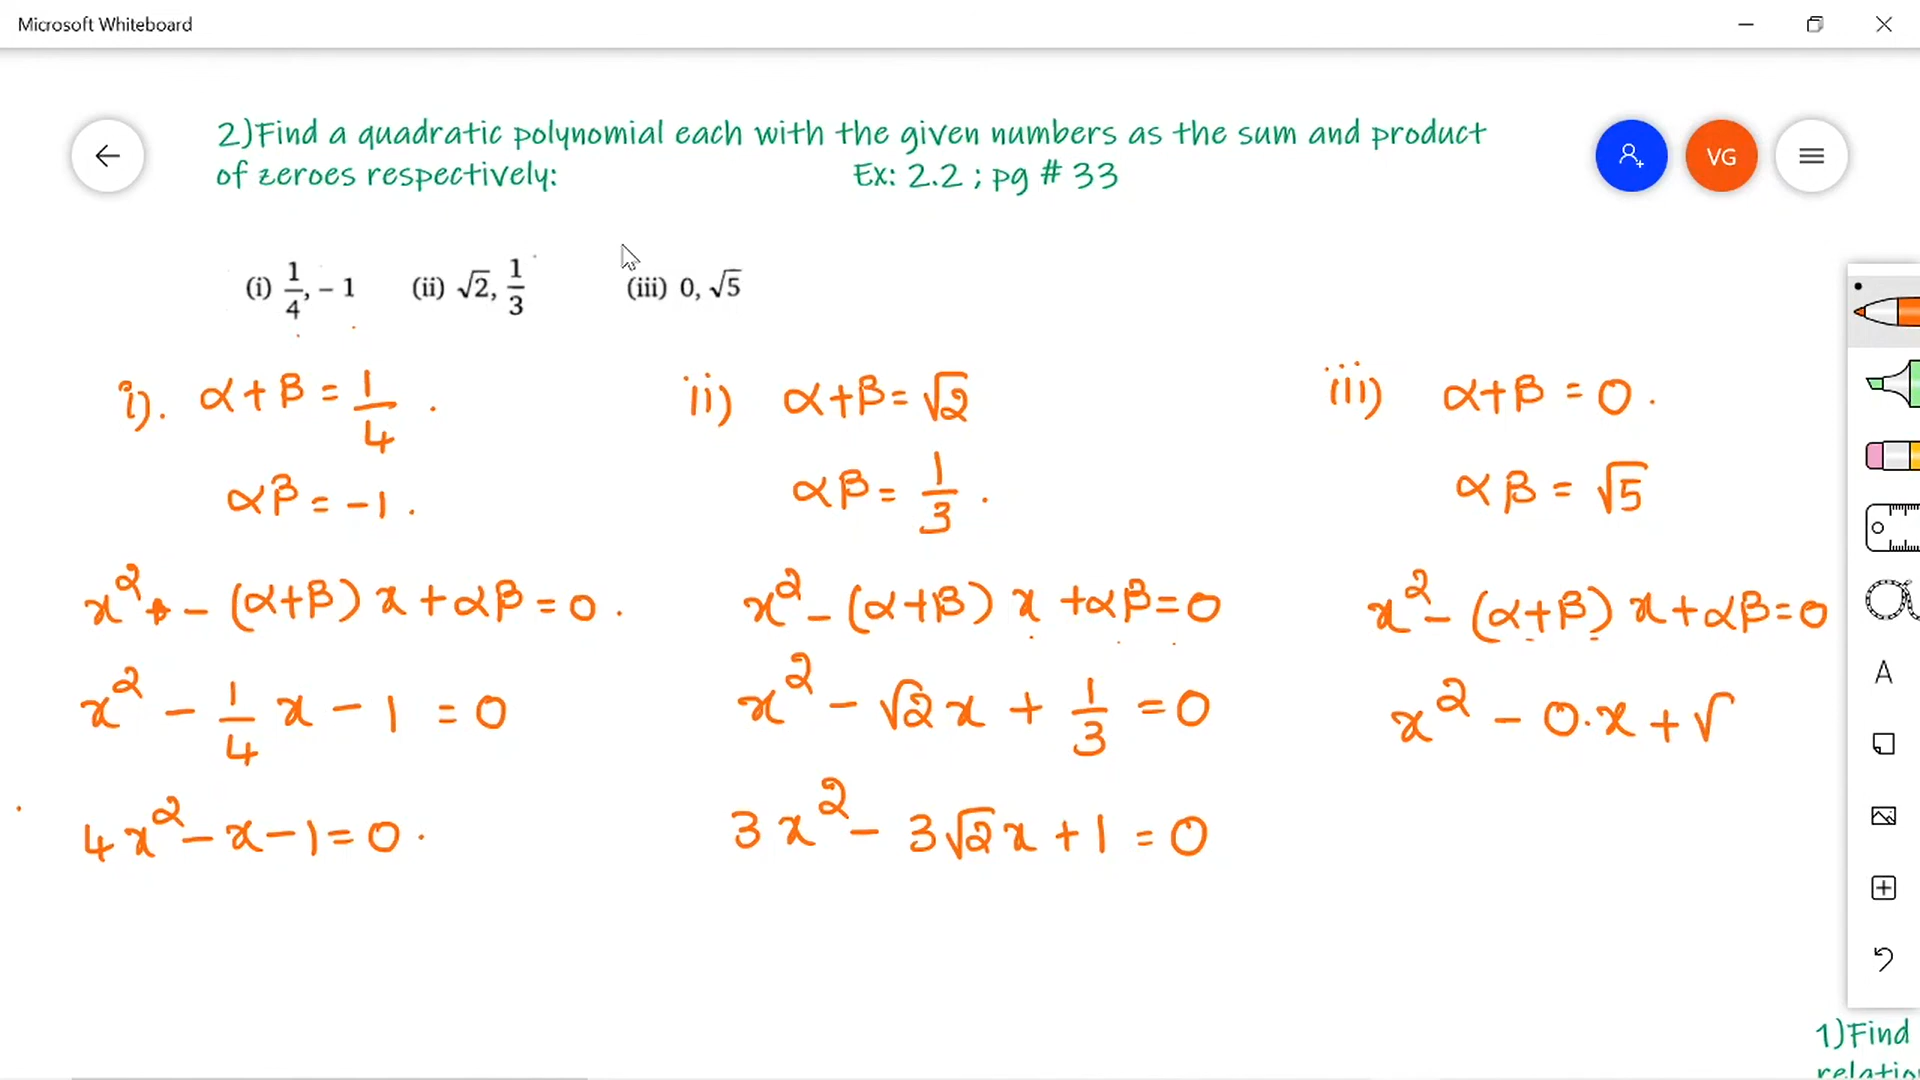 Microsoft Whiteboard
2)Find a quadratic polynomial each with the given numbers as the sum and product
of zeroes respectively: Ex: 2.2 ; pg # 33
VG
(i) 1/4, – 1 (ii) √2, 1/3 (iii) 0, √5
i). α+β = 1/4 .
αβ = -1 .
x² - (α+β) x + αβ = 0 .
x² - 1/4 x - 1 = 0
4x² - x - 1 = 0 .
ii) α+β = √2
αβ = 1/3 .
x² - (α+β) x + αβ = 0
x² - √2x + 1/3 = 0
3x² - 3√2x + 1 = 0
iii) α+β = 0 .
αβ = √5
x² - (α+β) x + αβ = 0
x² - 0.x + √
A
1)Find
relatio